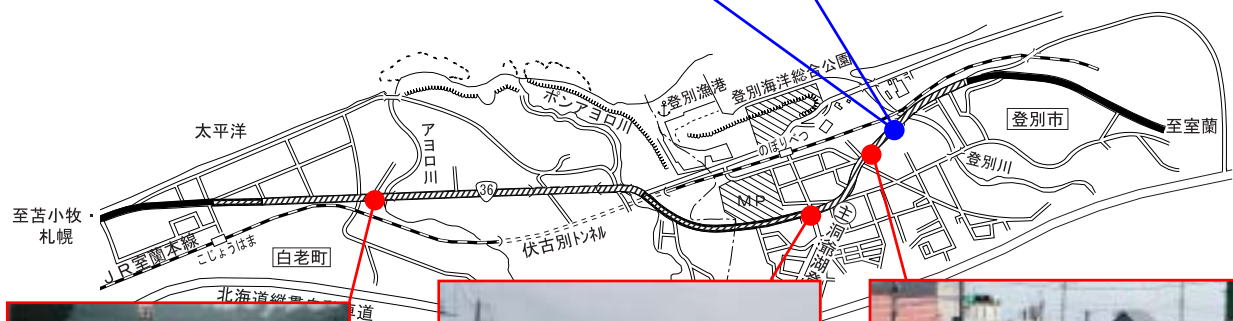 登別漁港
登別海洋総合公園
ポンアヨロ川
太平洋
アヨロ川
のぼりべつ
登別市
至室蘭
登別川
36
MP
至苫小牧・
札幌
JR室蘭本線
こじょうはま
白老町
伏古別トンネル
北海道縦貫自
車道